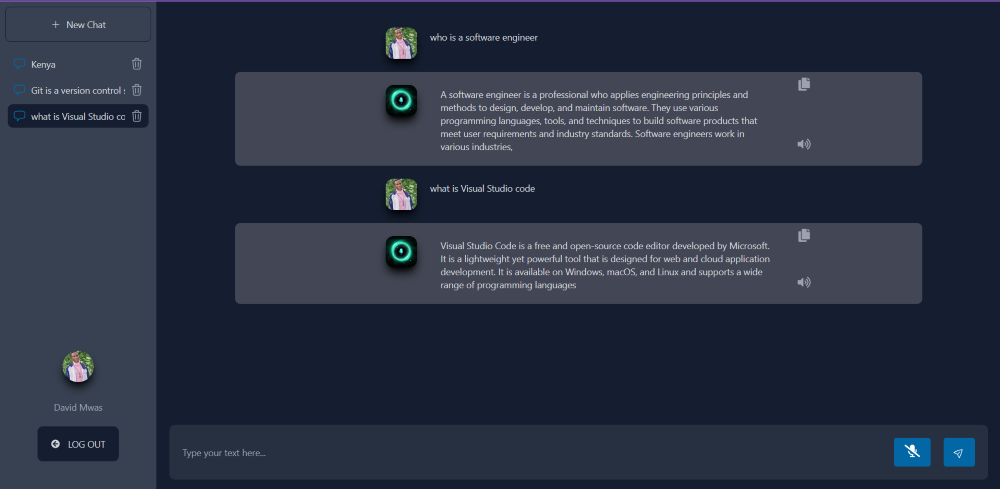 + New Chat
Kenya
Git is a version control s
what is Visual Studio co
David Mwas
LOG OUT
who is a software engineer
A software engineer is a professional who applies engineering principles and
methods to design, develop, and maintain software. They use various
programming languages, tools, and techniques to build software products that
meet user requirements and industry standards. Software engineers work in
various industries,
what is Visual Studio code
Visual Studio Code is a free and open-source code editor developed by Microsoft.
It is a lightweight yet powerful tool that is designed for web and cloud application
development. It is available on Windows, macOS, and Linux and supports a wide
range of programming languages
Type your text here...